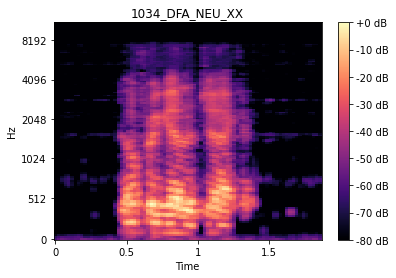 1034_DFA_NEU_XX
+0 dB
8192
-10 dB
4096
-20 dB
-30 dB
2048
-40 dB
Hz
1024
-50 dB
-60 dB
512
-70 dB
0
-80 dB
0
0.5
1
1.5
Time